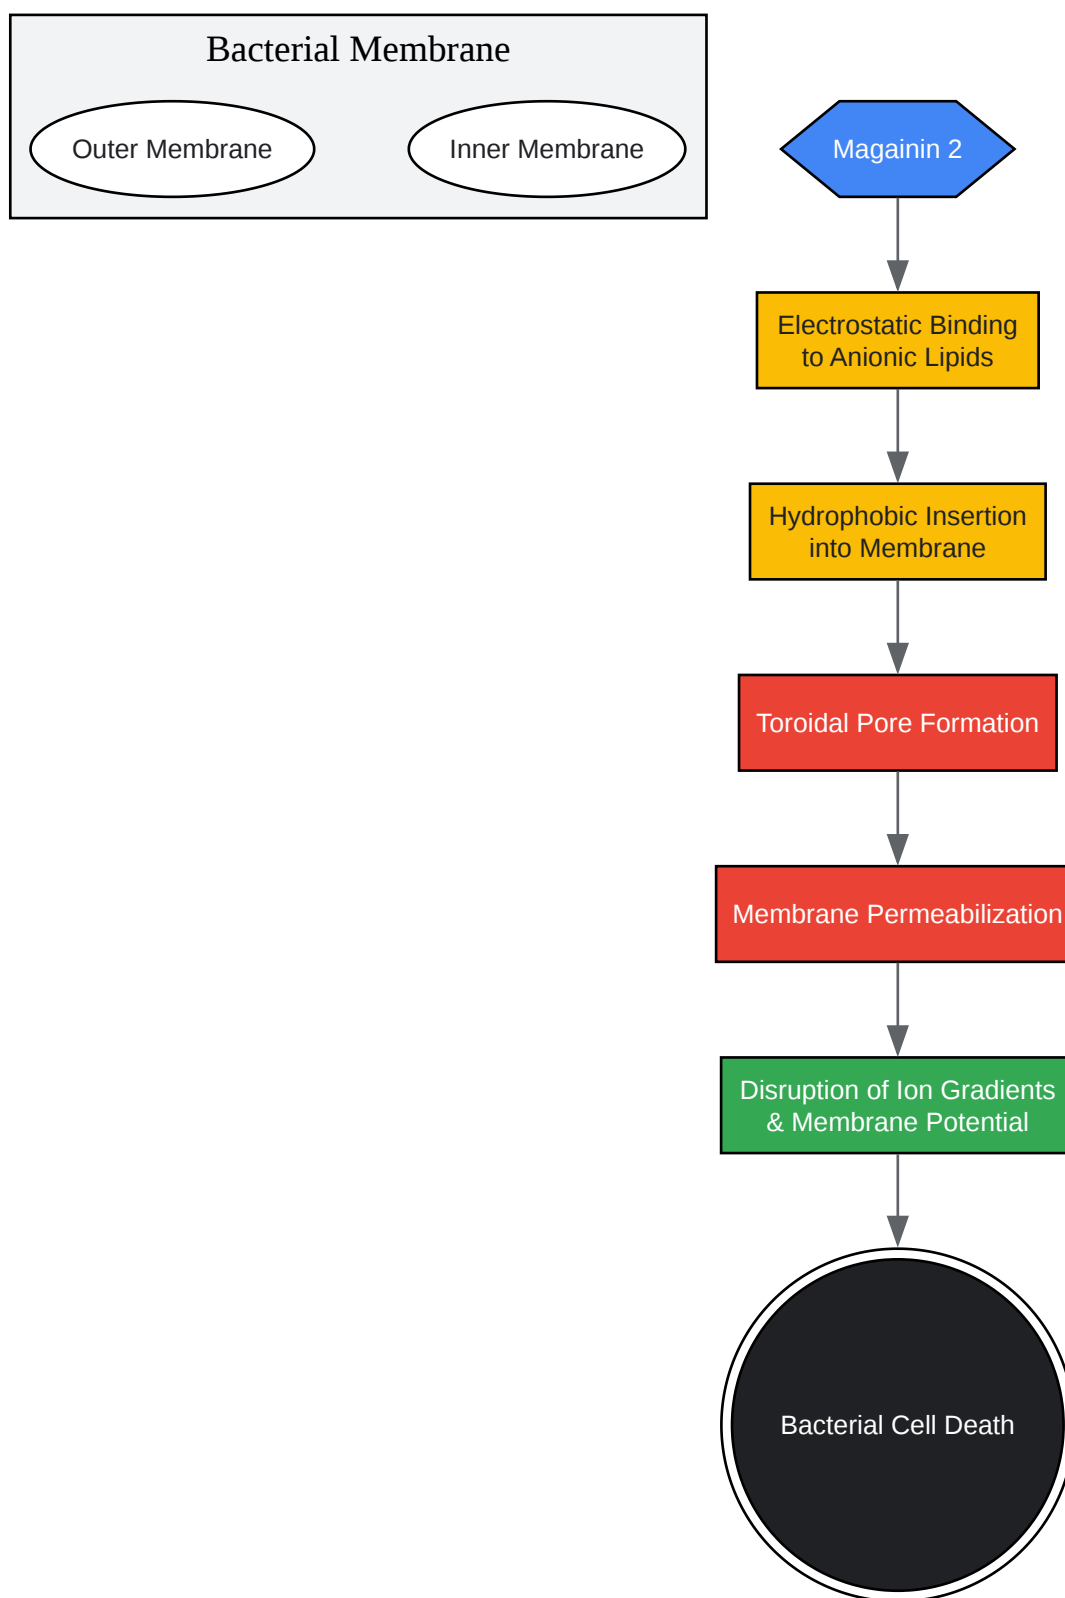 Bacterial Membrane
Outer Membrane
Inner Membrane
Magainin 2
Electrostatic Binding
to Anionic Lipids
Hydrophobic Insertion
into Membrane
Toroidal Pore Formation
Membrane Permeabilization
Disruption of Ion Gradients
& Membrane Potential
Bacterial Cell Death